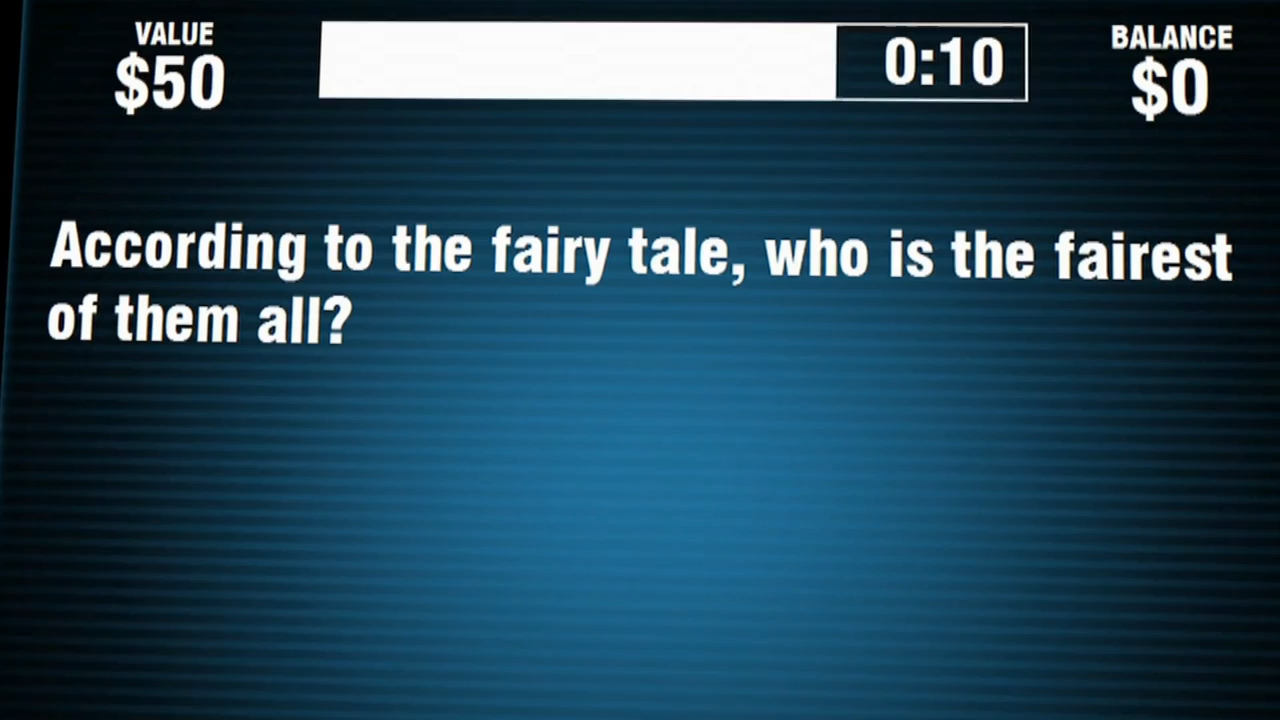 VALUE
$50
0:10
BALANCE
$0
According to the fairy tale, who is the fairest
of them all?